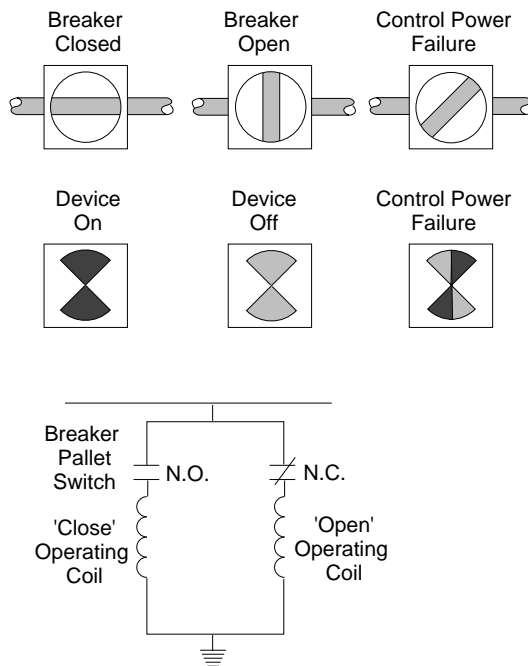 Breaker
Closed
Breaker
Open
Control Power
Failure
Device
On
Device
Off
Control Power
Failure
Breaker
Pallet
Switch
N.O.
N.C.
'Close'
Operating
Coil
'Open'
Operating
Coil